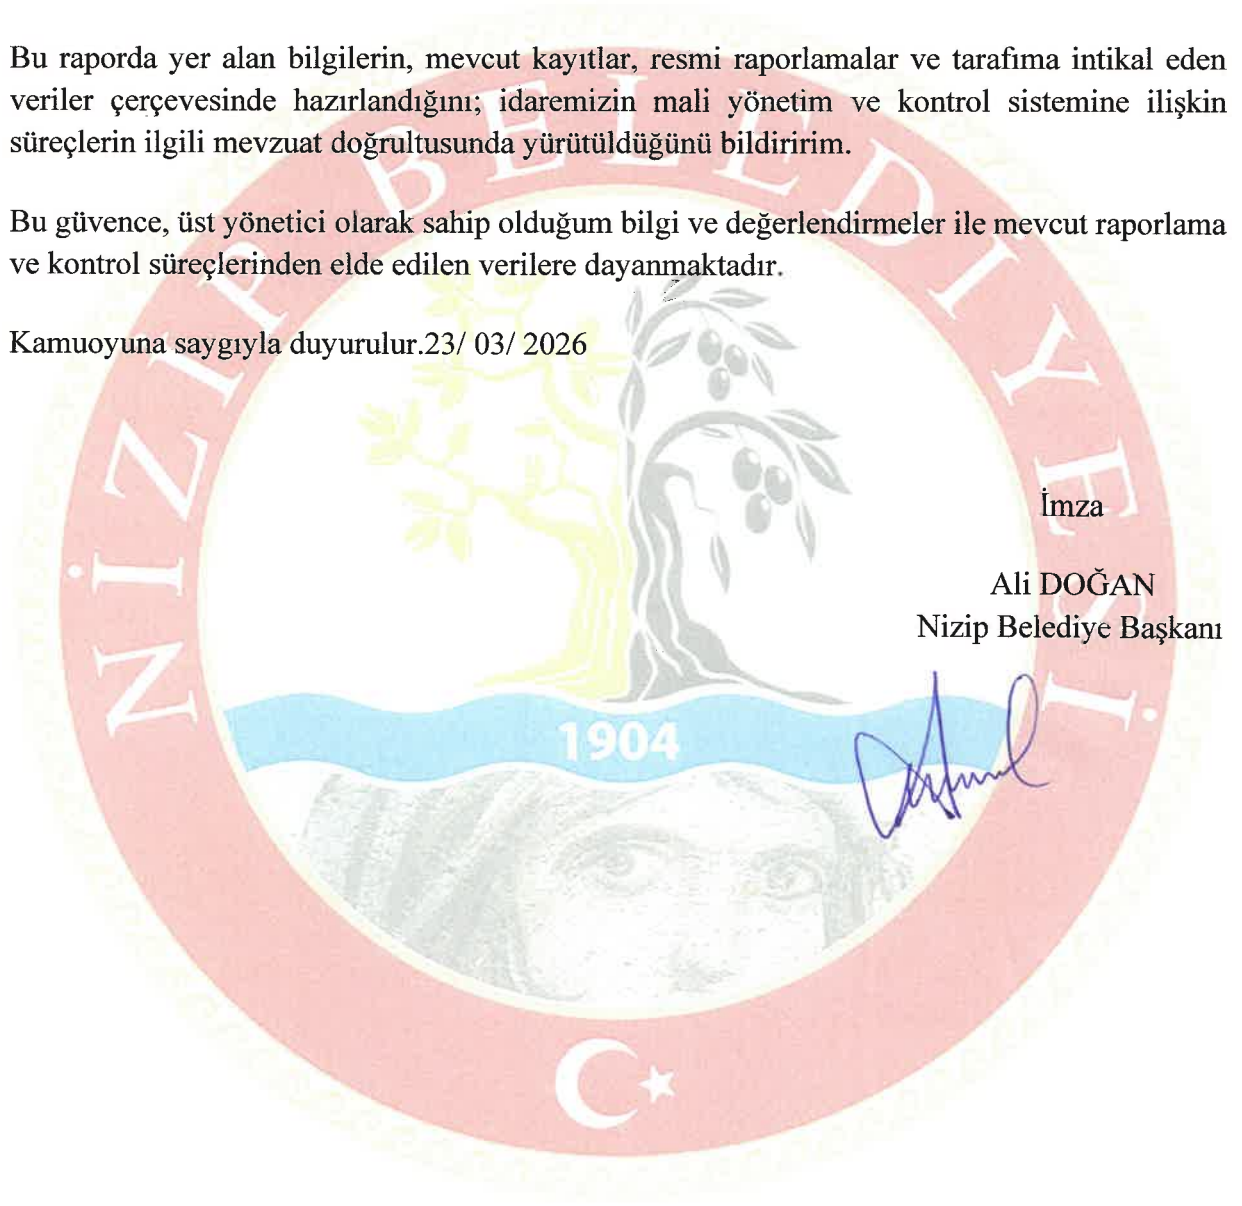 Bu raporda yer alan bilgilerin, mevcut kayıtlar, resmi raporlamalar ve tarafıma intikal eden
veriler çerçevesinde hazırlandığını; idaremizin mali yönetim ve kontrol sistemine ilişkin
süreçlerin ilgili mevzuat doğrultusunda yürütüldüğünü bildiririm.
Bu güvence, üst yönetici olarak sahip olduğum bilgi ve değerlendirmeler ile mevcut raporlama
ve kontrol süreçlerinden elde edilen verilere dayanmaktadır.
Kamuoyuna saygıyla duyurulur.23/ 03/ 2026
İmza
Ali DOĞAN
Nizip Belediye Başkanı
NİZİP BELEDİYESİ
1904